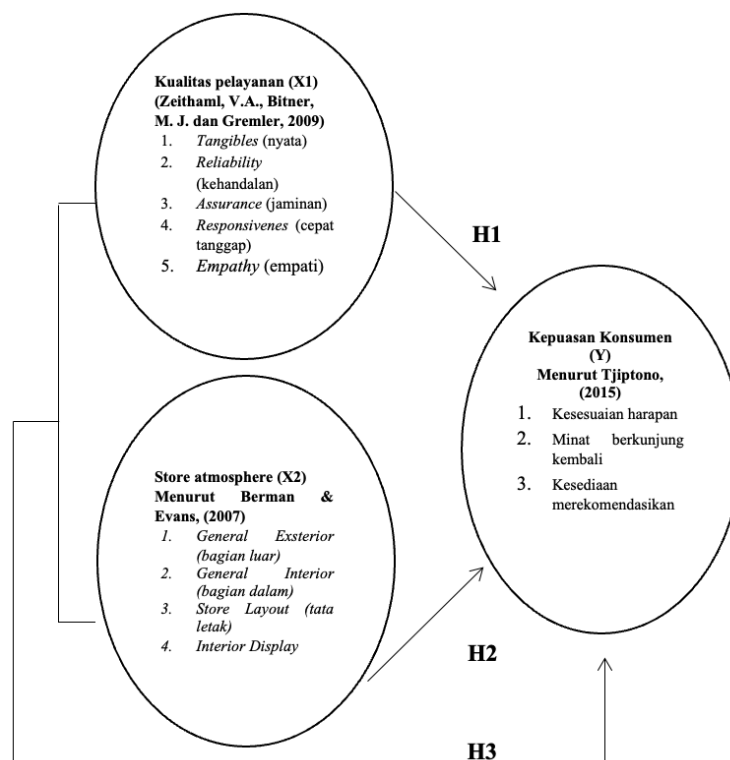 Kualitas pelayanan (X1)
(Zeithaml, V.A., Bitner,
M. J. dan Gremler, 2009)
1. Tangibles (nyata)
2. Reliability
(kehandalan)
3. Assurance (jaminan)
4. Responsivenes (cepat
tanggap)
5. Empathy (empati)
H1
Kepuasan Konsumen
(Y)
Menurut Tjiptono,
(2015)
1. Kesesuaian harapan
2. Minat berkunjung
kembali
3. Kesediaan
merekomendasikan
Store atmosphere (X2)
Menurut Berman &
Evans, (2007)
1. General Exsterior
(bagian luar)
2. General Interior
(bagian dalam)
3. Store Layout (tata
letak)
4. Interior Display
H2
H3